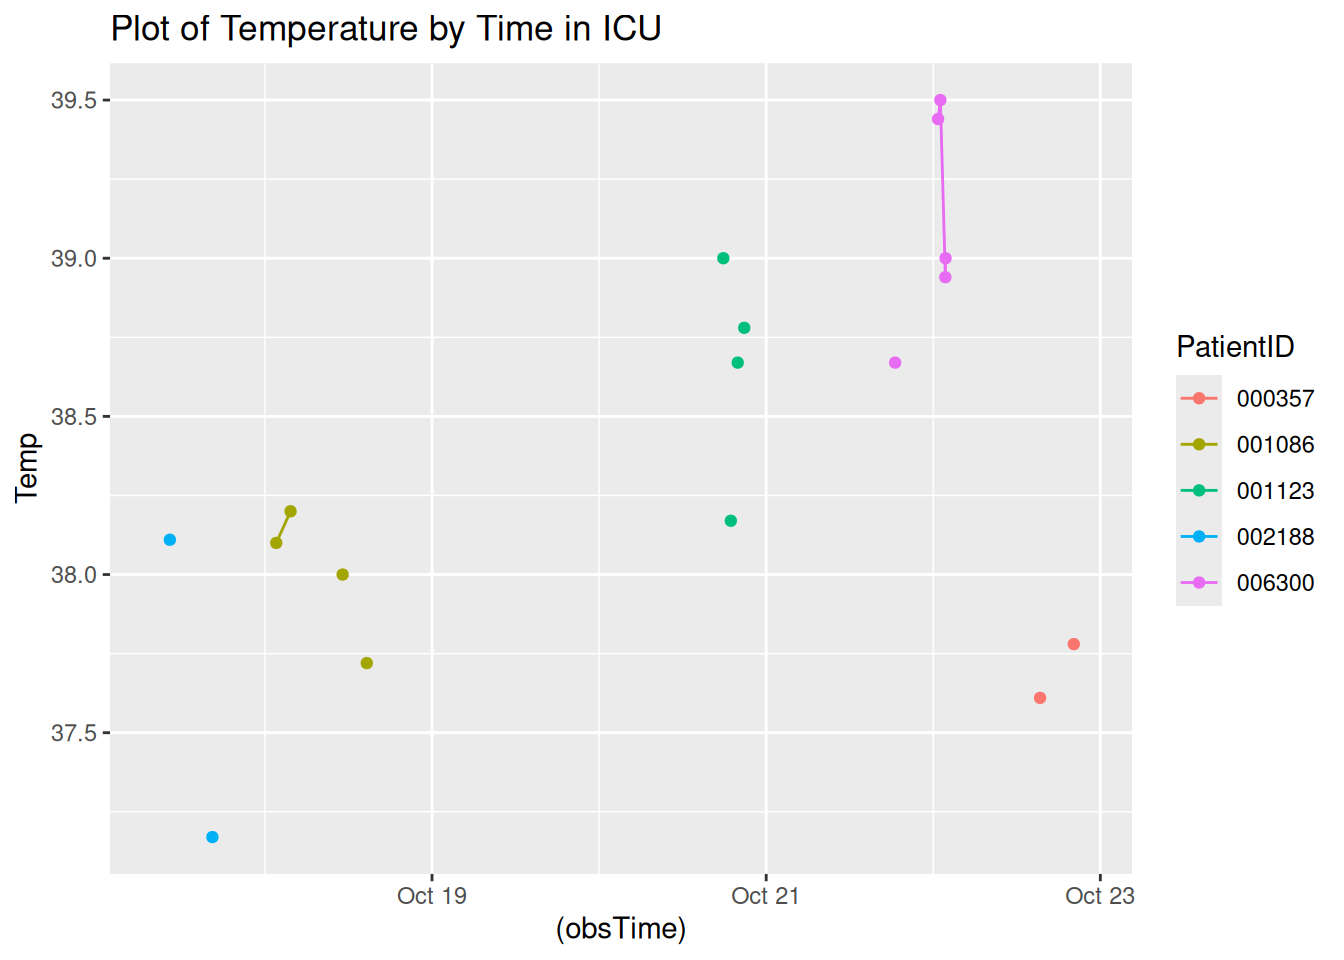 Plot of Temperature by Time in ICU
39.5
39.0
38.5
38.0
37.5
Temp
Oct 19
Oct 21
Oct 23
(obsTime)
PatientID
000357
001086
001123
002188
006300